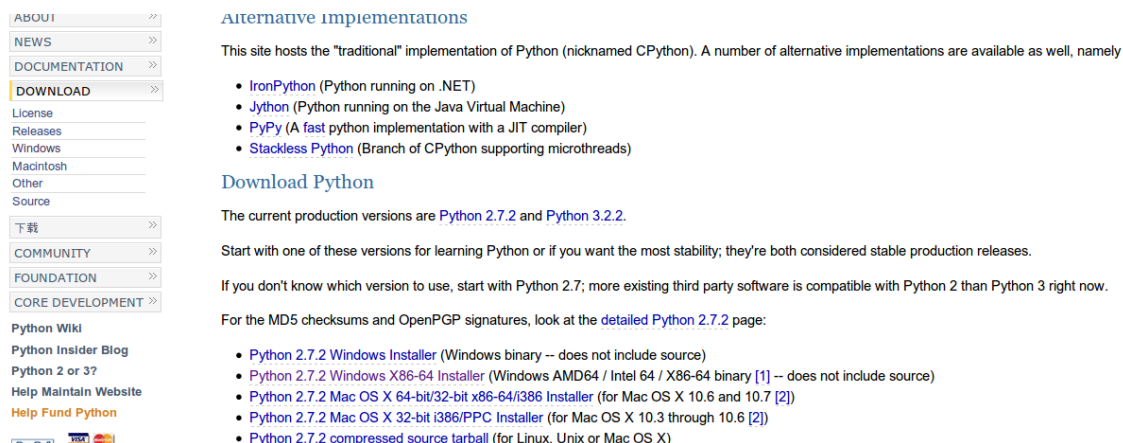 ABOUT »
NEWS »
DOCUMENTATION »
DOWNLOAD »
License
Releases
Windows
Macintosh
Other
Source
下载 »
COMMUNITY »
FOUNDATION »
CORE DEVELOPMENT »
Python Wiki
Python Insider Blog
Python 2 or 3?
Help Maintain Website
Help Fund Python
VISA
Alternative Implementations
This site hosts the "traditional" implementation of Python (nicknamed CPython). A number of alternative implementations are available as well, namely
• IronPython (Python running on .NET)
• Jython (Python running on the Java Virtual Machine)
• PyPy (A fast python implementation with a JIT compiler)
• Stackless Python (Branch of CPython supporting microthreads)
Download Python
The current production versions are Python 2.7.2 and Python 3.2.2.
Start with one of these versions for learning Python or if you want the most stability; they're both considered stable production releases.
If you don't know which version to use, start with Python 2.7; more existing third party software is compatible with Python 2 than Python 3 right now.
For the MD5 checksums and OpenPGP signatures, look at the detailed Python 2.7.2 page:
• Python 2.7.2 Windows Installer (Windows binary -- does not include source)
• Python 2.7.2 Windows X86-64 Installer (Windows AMD64 / Intel 64 / X86-64 binary [1] -- does not include source)
• Python 2.7.2 Mac OS X 64-bit/32-bit x86-64/i386 Installer (for Mac OS X 10.6 and 10.7 [2])
• Python 2.7.2 Mac OS X 32-bit i386/PPC Installer (for Mac OS X 10.3 through 10.6 [2])
• Python 2.7.2 compressed source tarball (for Linux, Unix or Mac OS X)